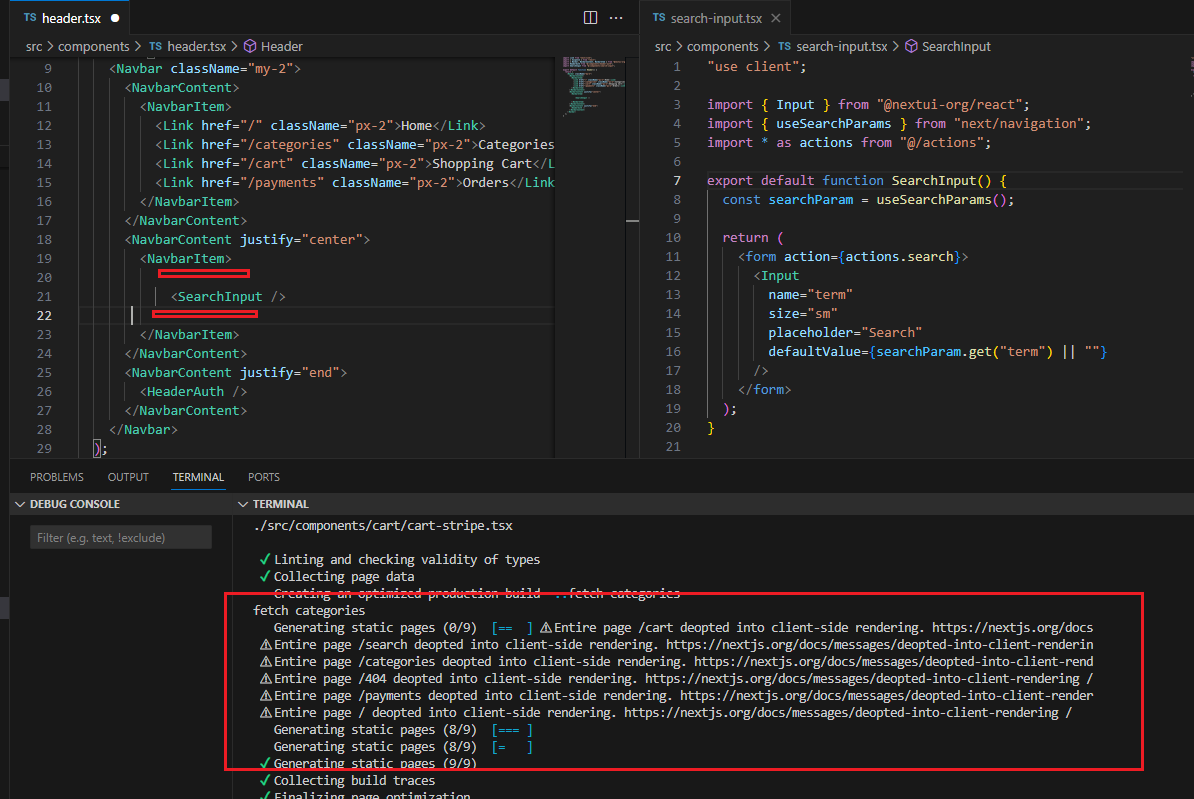 TS header.tsx ●
TS search-input.tsx ×
src > components > TS header.tsx > Header
src > components > TS search-input.tsx > SearchInput
9 <Navbar className="my-2">
10 <NavbarContent>
11 <NavbarItem>
12 <Link href="/" className="px-2">Home</Link>
13 <Link href="/categories" className="px-2">Categories
14 <Link href="/cart" className="px-2">Shopping Cart</L
15 <Link href="/payments" className="px-2">Orders</Link
16 </NavbarItem>
17 </NavbarContent>
18 <NavbarContent justify="center">
19 <NavbarItem>
20
21 <SearchInput />
22
23 </NavbarItem>
24 </NavbarContent>
25 <NavbarContent justify="end">
26 <HeaderAuth />
27 </NavbarContent>
28 </Navbar>
29 );
1 "use client";
2
3 import { Input } from "@nextui-org/react";
4 import { useSearchParams } from "next/navigation";
5 import * as actions from "@/actions";
6
7 export default function SearchInput() {
8 const searchParam = useSearchParams();
9
10 return (
11 <form action={actions.search}>
12 <Input
13 name="term"
14 size="sm"
15 placeholder="Search"
16 defaultValue={searchParam.get("term") || ""}
17 />
18 </form>
19 );
20 }
21
PROBLEMS OUTPUT TERMINAL PORTS
DEBUG CONSOLE
Filter (e.g. text, !exclude)
TERMINAL
./src/components/cart/cart-stripe.tsx
✓ Linting and checking validity of types
✓ Collecting page data
Creating an optimized production build ..fetch categories
fetch categories
Generating static pages (0/9) [== ] ⚠Entire page /cart deopted into client-side rendering. https://nextjs.org/docs
⚠Entire page /search deopted into client-side rendering. https://nextjs.org/docs/messages/deopted-into-client-renderin
⚠Entire page /categories deopted into client-side rendering. https://nextjs.org/docs/messages/deopted-into-client-rend
⚠Entire page /404 deopted into client-side rendering. https://nextjs.org/docs/messages/deopted-into-client-rendering /
⚠Entire page /payments deopted into client-side rendering. https://nextjs.org/docs/messages/deopted-into-client-render
⚠Entire page / deopted into client-side rendering. https://nextjs.org/docs/messages/deopted-into-client-rendering /
Generating static pages (8/9) [=== ]
Generating static pages (8/9) [= ]
✓ Generating static pages (9/9)
✓ Collecting build traces
✓ Finalizing page optimization